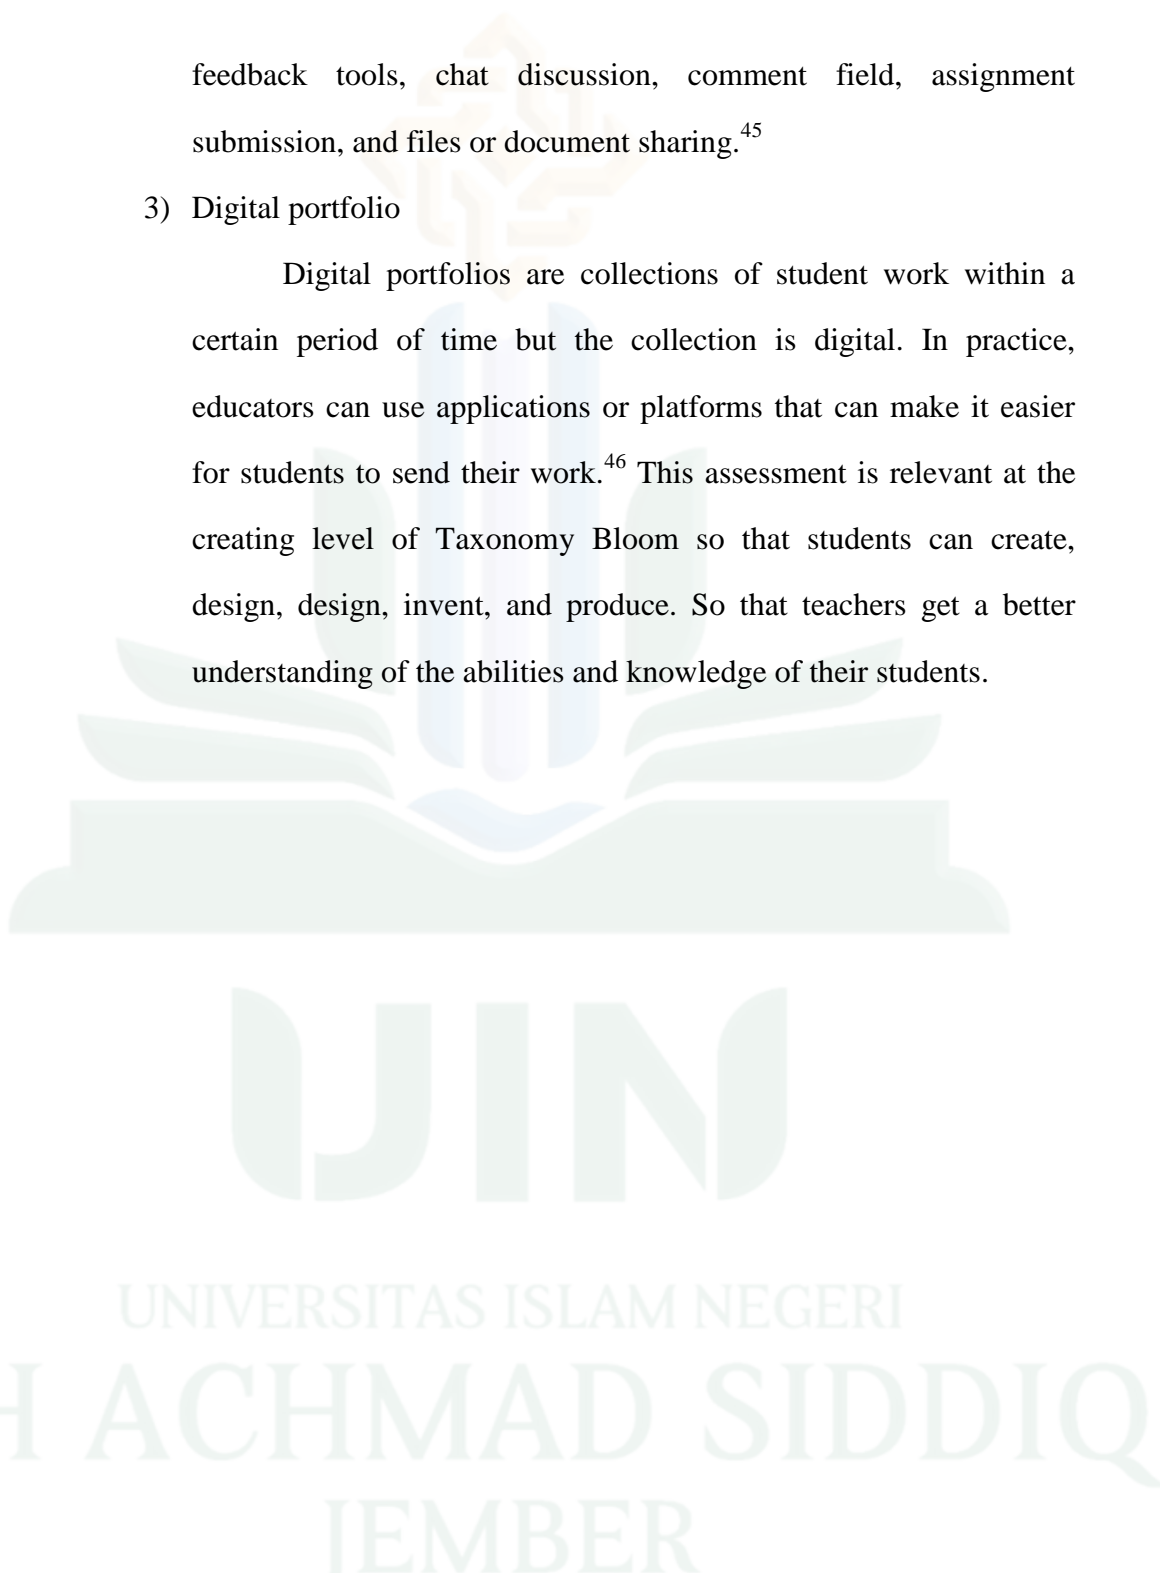 feedback tools, chat discussion, comment field, assignment
submission, and files or document sharing.45
3) Digital portfolio
Digital portfolios are collections of student work within a
certain period of time but the collection is digital. In practice,
educators can use applications or platforms that can make it easier
for students to send their work.46 This assessment is relevant at the
creating level of Taxonomy Bloom so that students can create,
design, design, invent, and produce. So that teachers get a better
understanding of the abilities and knowledge of their students.
UIN
UNIVERSITAS ISLAM NEGERI
H ACHMAD SIDDIQ
JEMBER